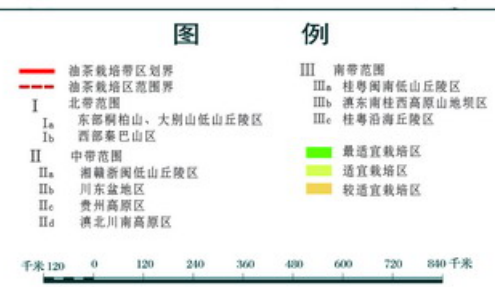 图 例
油茶栽培带区划界
油茶栽培区范围界
I 北带范围
Ia 东部桐柏山、大别山低山丘陵区
Ib 西部秦巴山区
II 中带范围
IIa 湘赣浙闽低山丘陵区
IIb 川东盆地区
IIc 贵州高原区
IId 滇北川南高原区
III 南带范围
IIIa 桂粤闽南低山丘陵区
IIIb 滇东南桂西高原山地坝区
IIIc 桂粤沿海丘陵区
最适宜栽培区
适宜栽培区
较适宜栽培区
千米 120 0 120 240 360 480 600 720 840 千米